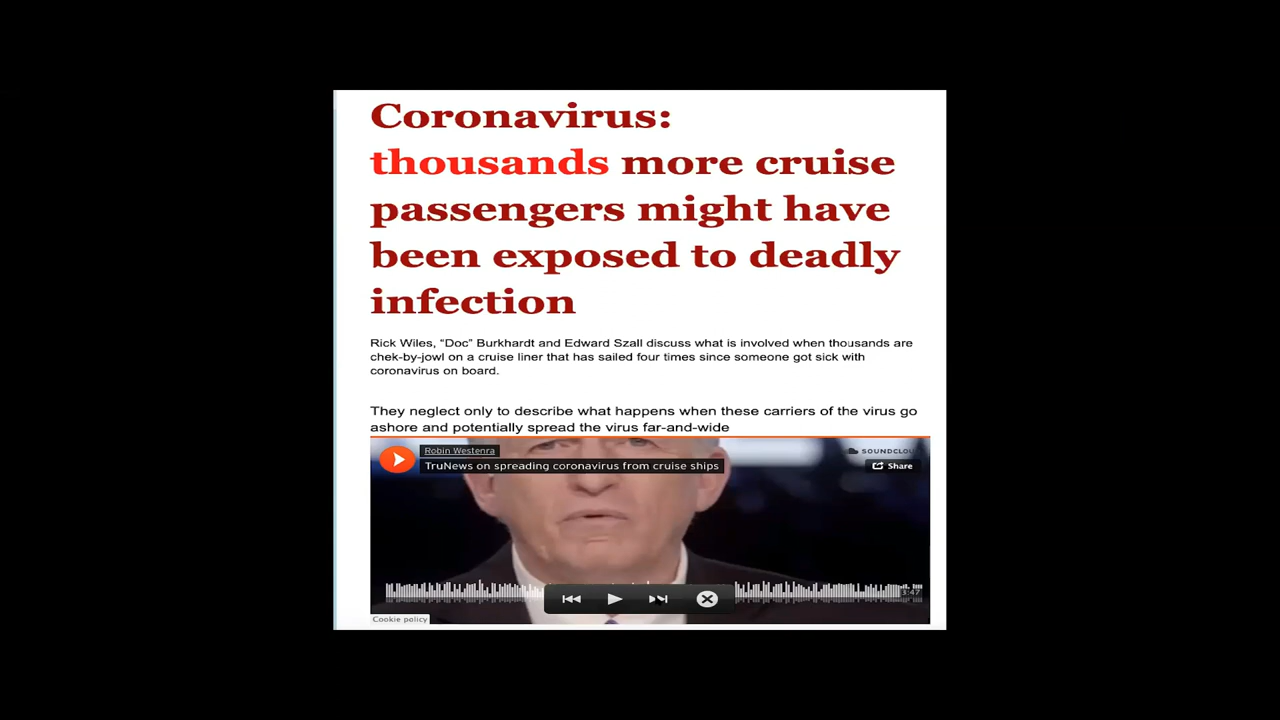 Coronavirus:
thousands more cruise
passengers might have
been exposed to deadly
infection
Rick Wiles, “Doc” Burkhardt and Edward Szall discuss what is involved when thousands are
chek-by-jowl on a cruise liner that has sailed four times since someone got sick with
coronavirus on board.
They neglect only to describe what happens when these carriers of the virus go
ashore and potentially spread the virus far-and-wide
Robin Westenra
SOUNDCLOUD
TruNews on spreading coronavirus from cruise ships
Share
3:47
Cookie policy